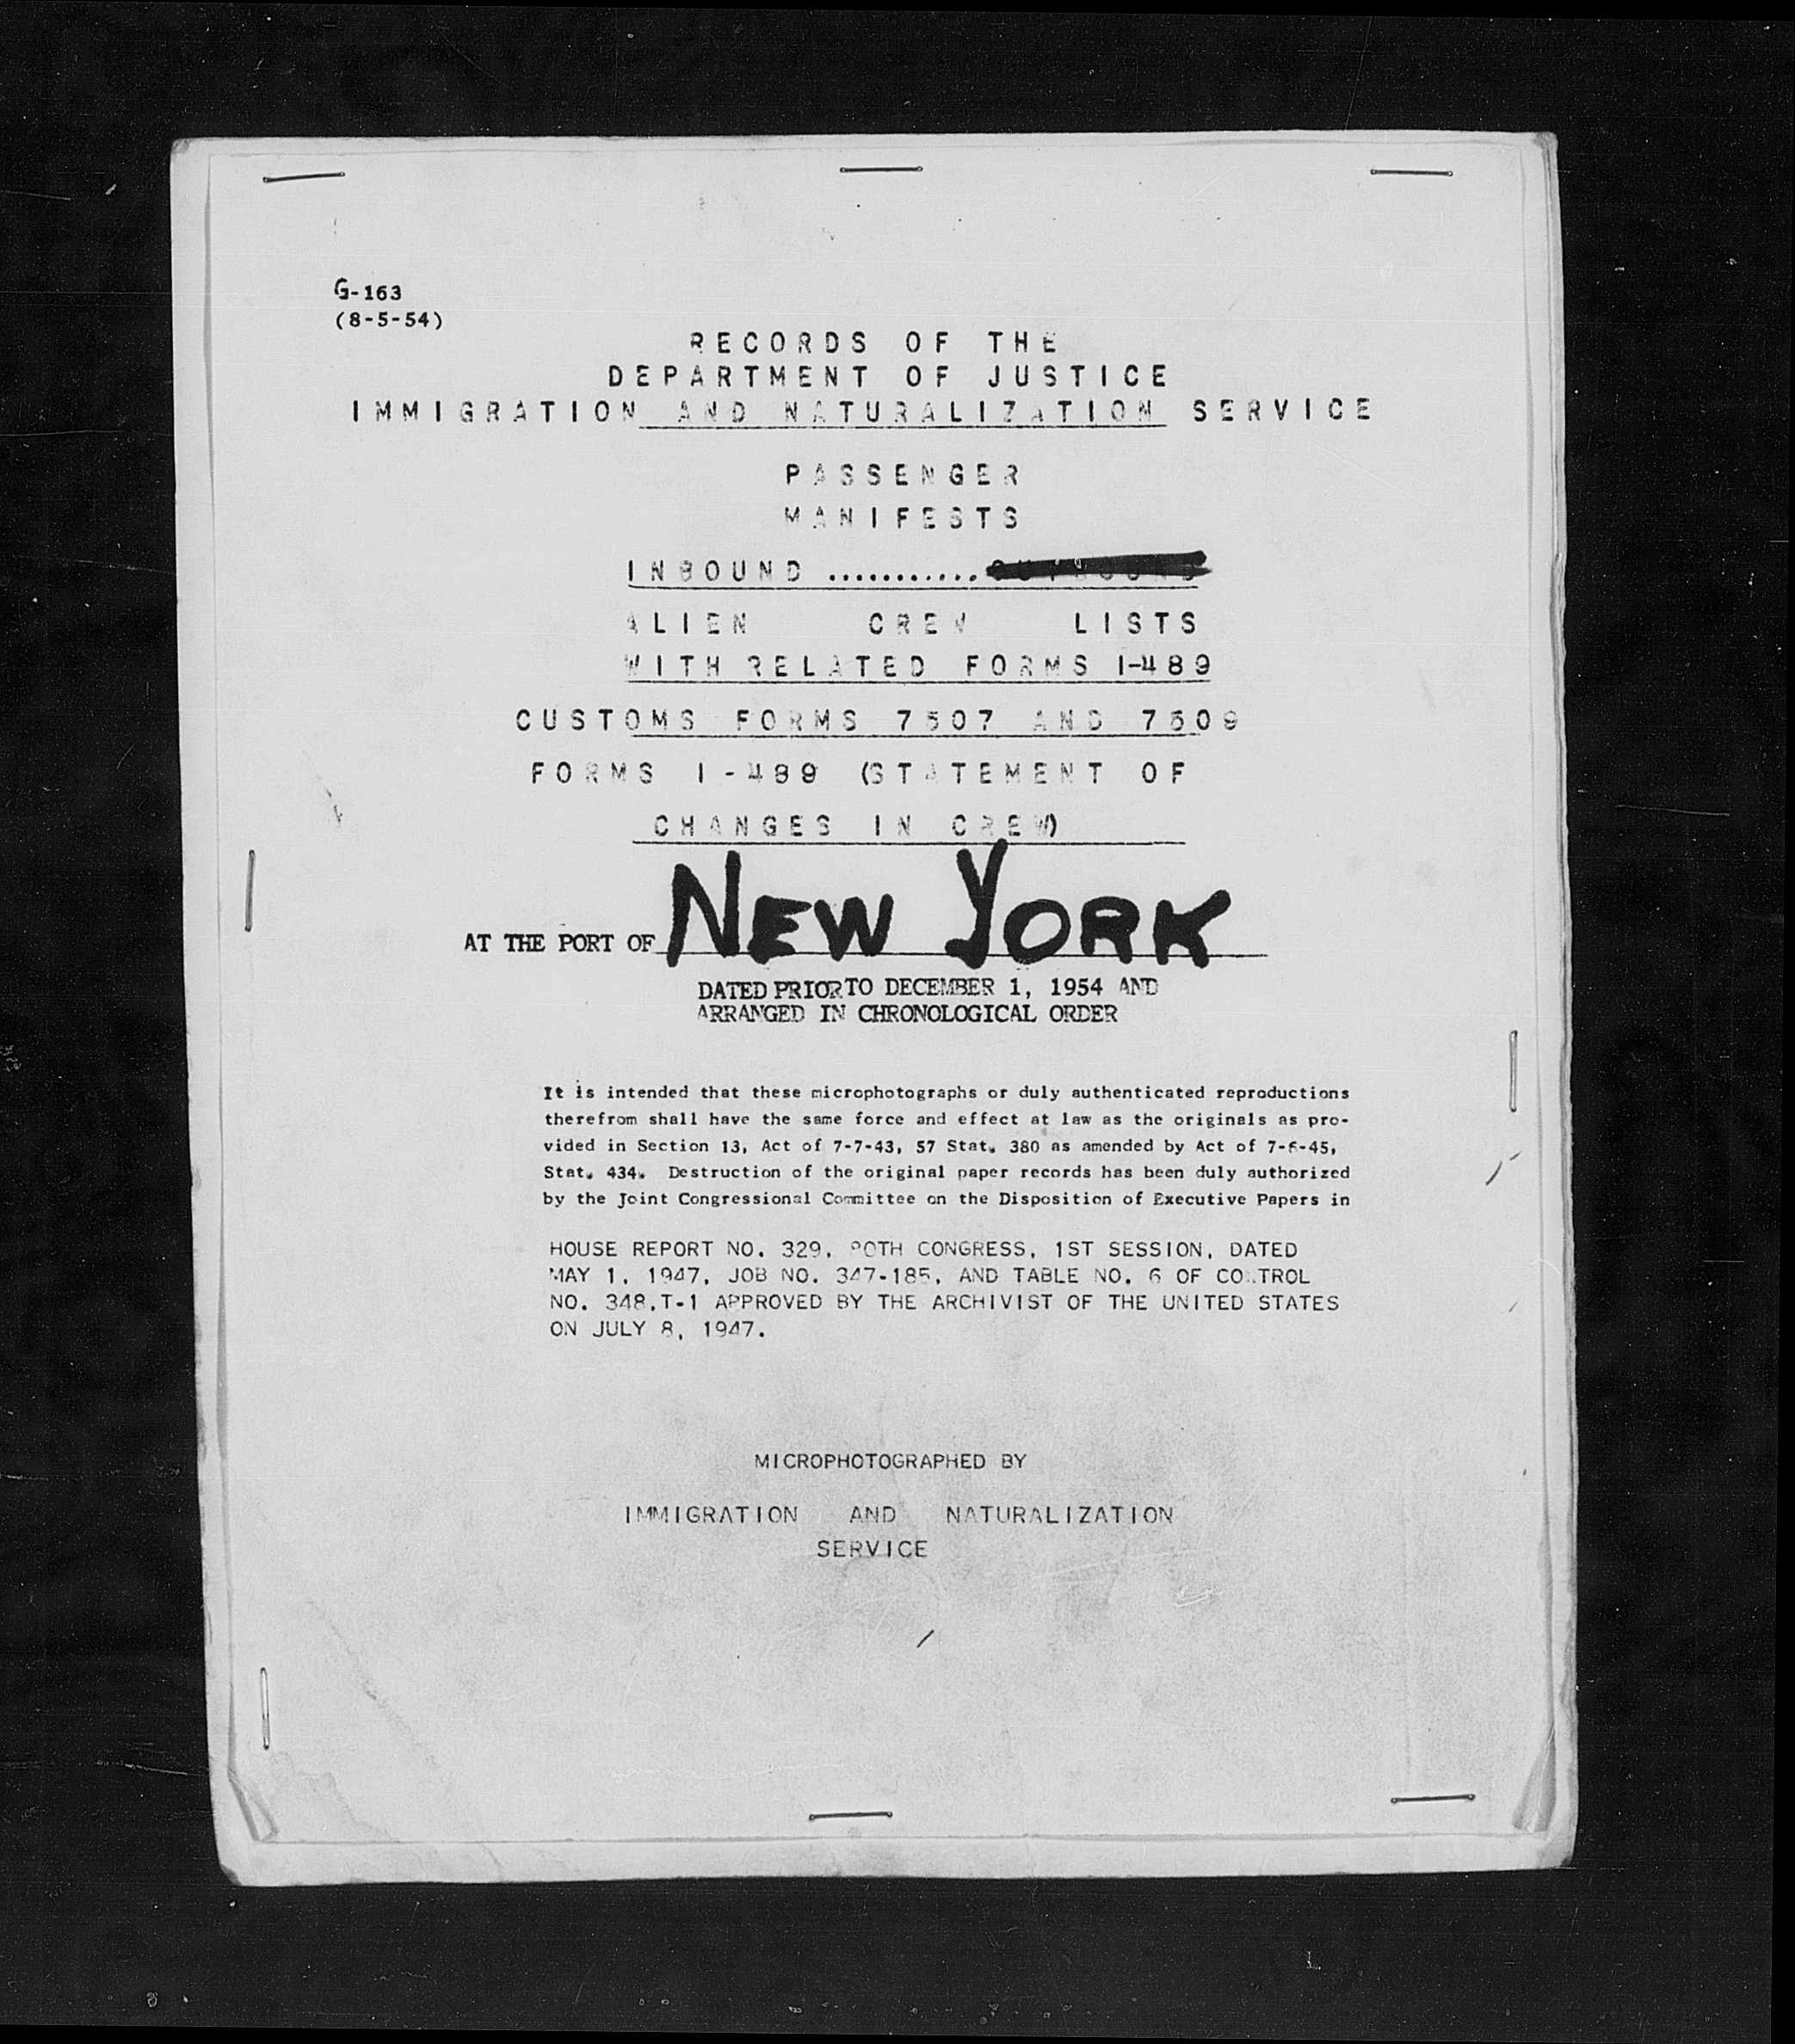 G-163
(8-5-54)
RECORDS OF THE
DEPARTMENT OF JUSTICE
IMMIGRATION AND NATURALIZATION SERVICE
PASSENGER
MANIFESTS
INBOUND ...........
ALIEN CREW LISTS
WITH RELATED FORMS I-489
CUSTOMS FORMS 7507 AND 7509
FORMS I-489 (STATEMENT OF
CHANGES IN CREW)
AT THE PORT OF NEW YORK
DATED PRIOR TO DECEMBER 1, 1954 AND
ARRANGED IN CHRONOLOGICAL ORDER
It is intended that these microphotographs or duly authenticated reproductions
therefrom shall have the same force and effect at law as the originals as pro-
vided in Section 13, Act of 7-7-43, 57 Stat. 380 as amended by Act of 7-6-45,
Stat. 434. Destruction of the original paper records has been duly authorized
by the Joint Congressional Committee on the Disposition of Executive Papers in
HOUSE REPORT NO. 329, 80TH CONGRESS, 1ST SESSION, DATED
MAY 1, 1947, JOB NO. 347-185, AND TABLE NO. 6 OF CONTROL
NO. 348,T-1 APPROVED BY THE ARCHIVIST OF THE UNITED STATES
ON JULY 8, 1947.
MICROPHOTOGRAPHED BY
IMMIGRATION AND NATURALIZATION
SERVICE